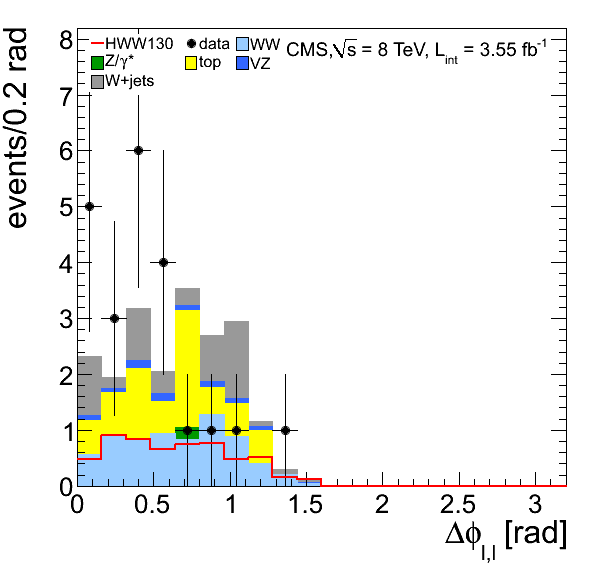 8
HWW130
data
WW
CMS,√s = 8 TeV, L_int = 3.55 fb⁻¹
Z/γ*
top
VZ
W+jets
events/0.2 rad
7
6
5
4
3
2
1
0
0 0.5 1 1.5 2 2.5 3
Δϕ_l,l [rad]